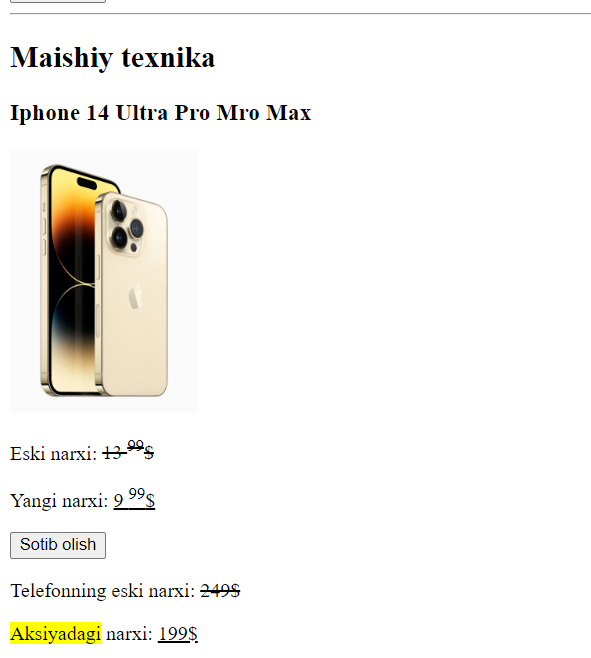 Maishiy texnika
Iphone 14 Ultra Pro Mro Max
Eski narxi: 13 99$
Yangi narxi: 9 99$
Sotib olish
Telefonning eski narxi: 249$
Aksiyadagi narxi: 199$